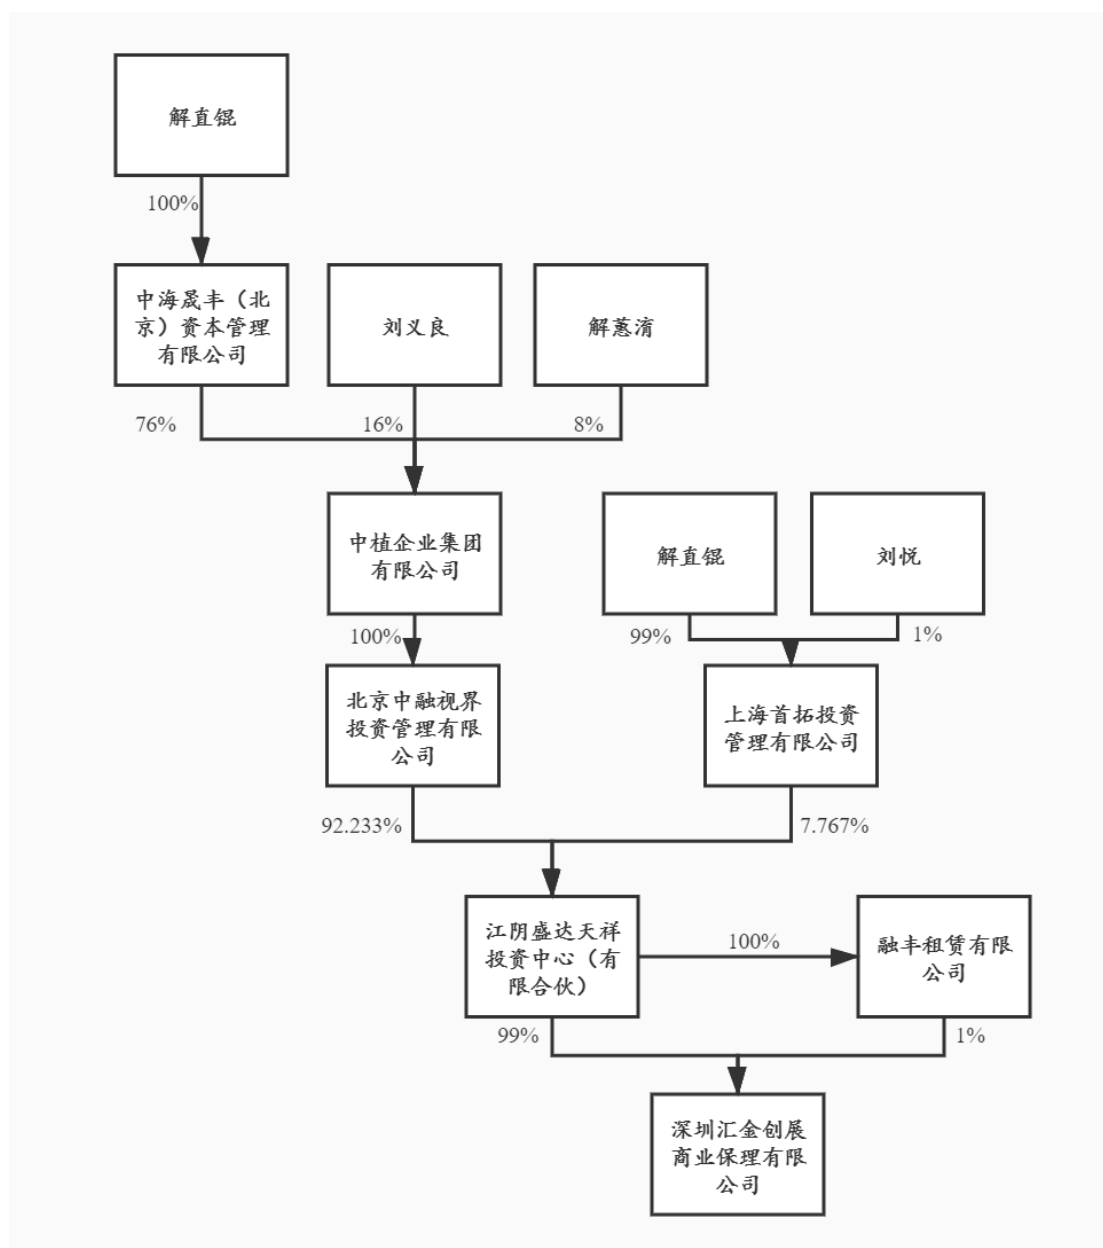 解直锟
100%
中海晟丰（北
京）资本管理
有限公司
刘义良
解蕙淯
76%
16%
8%
中植企业集团
有限公司
解直锟
刘悦
100%
99%
1%
北京中融视界
投资管理有限
公司
上海首拓投资
管理有限公司
92.233%
7.767%
江阴盛达天祥
投资中心（有
限合伙）
100%
融丰租赁有限
公司
99%
1%
深圳汇金创展
商业保理有限
公司